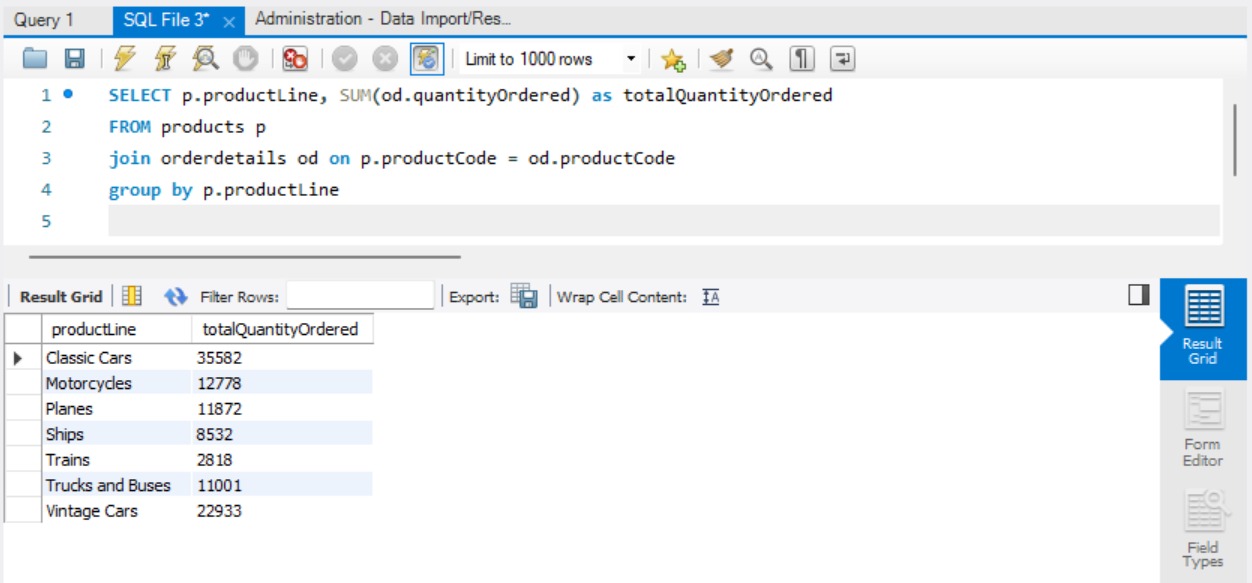 Query 1 SQL File 3* × Administration - Data Import/Res...
Limit to 1000 rows
1 SELECT p.productLine, SUM(od.quantityOrdered) as totalQuantityOrdered
2 FROM products p
3 join orderdetails od on p.productCode = od.productCode
4 group by p.productLine
5
Result Grid Filter Rows: Export: Wrap Cell Content: IA
productLine totalQuantityOrdered
Classic Cars 35582
Motorcycles 12778
Planes 11872
Ships 8532
Trains 2818
Trucks and Buses 11001
Vintage Cars 22933
Result
Grid
Form
Editor
Field
Types